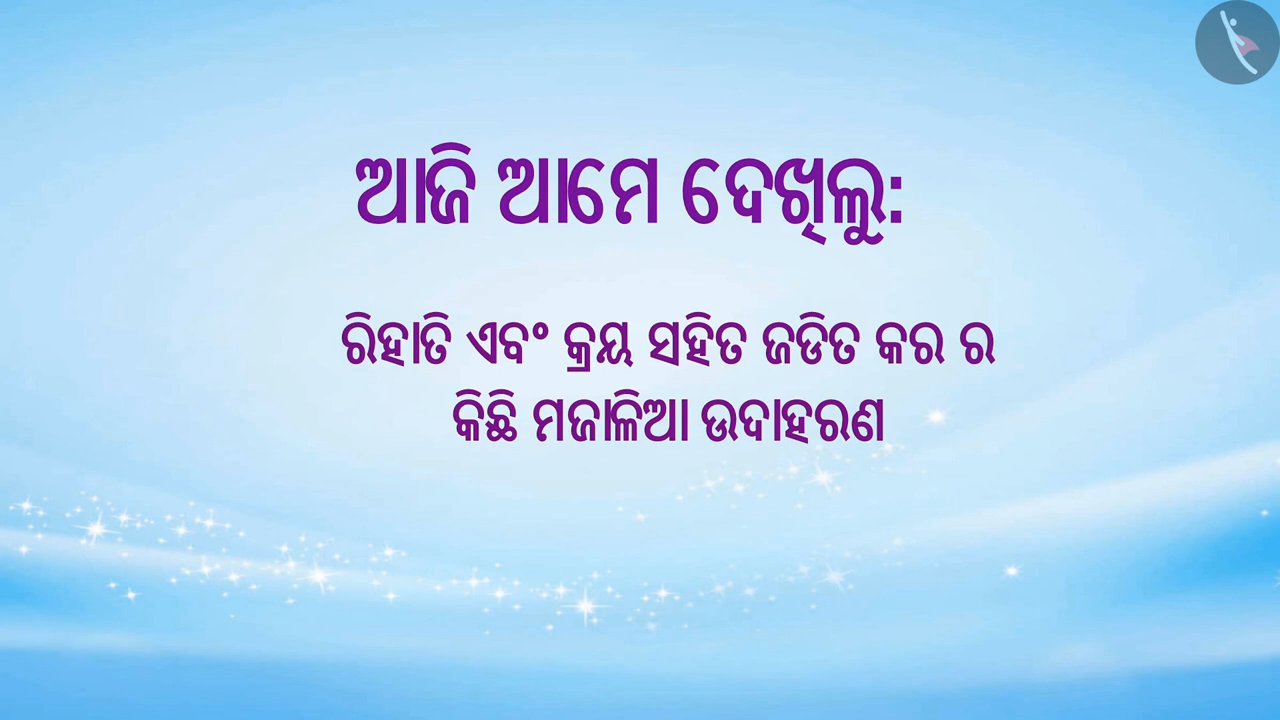 ଆଜି ଆମେ ଦେଖିଲୁ:
ରିହାତି ଏବଂ କ୍ରୟ ସହିତ ଜଡିତ କର ର
କିଛି ମଜାଳିଆ ଉଦାହରଣ